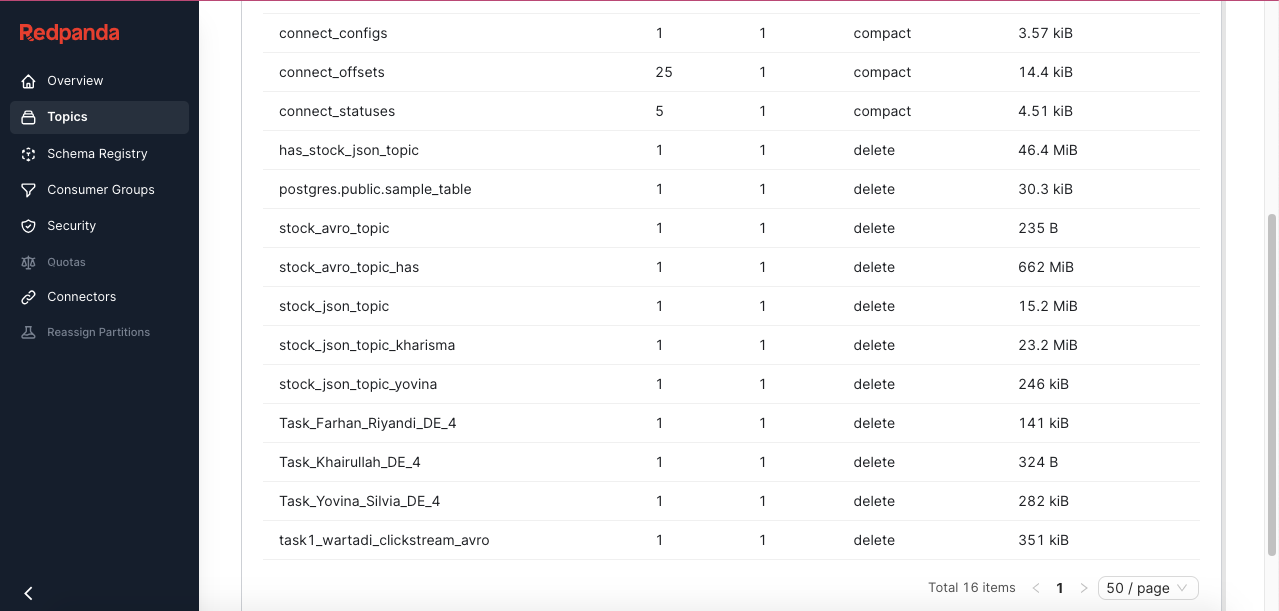 Redpanda
Overview
Topics
Schema Registry
Consumer Groups
Security
Quotas
Connectors
Reassign Partitions
connect_configs 1 1 compact 3.57 kiB
connect_offsets 25 1 compact 14.4 kiB
connect_statuses 5 1 compact 4.51 kiB
has_stock_json_topic 1 1 delete 46.4 MiB
postgres.public.sample_table 1 1 delete 30.3 kiB
stock_avro_topic 1 1 delete 235 B
stock_avro_topic_has 1 1 delete 662 MiB
stock_json_topic 1 1 delete 15.2 MiB
stock_json_topic_kharisma 1 1 delete 23.2 MiB
stock_json_topic_yovina 1 1 delete 246 kiB
Task_Farhan_Riyandi_DE_4 1 1 delete 141 kiB
Task_Khairullah_DE_4 1 1 delete 324 B
Task_Yovina_Silvia_DE_4 1 1 delete 282 kiB
task1_wartadi_clickstream_avro 1 1 delete 351 kiB
Total 16 items < 1 > 50 / page